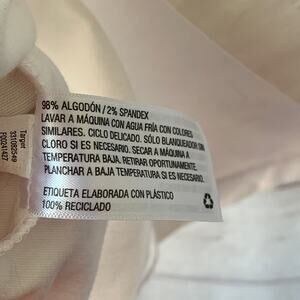 98% ALGODÓN / 2% SPANDEX
LAVAR A MÁQUINA CON AGUA FRÍA CON COLORES
SIMILARES. CICLO DELICADO. SÓLO BLANQUEADOR SIN
CLORO SI ES NECESARIO. SECAR A MÁQUINA A
TEMPERATURA BAJA. RETIRAR OPORTUNAMENTE.
PLANCHAR A BAJA TEMPERATURA SI ES NECESARIO.
ETIQUETA ELABORADA CON PLÁSTICO
100% RECICLADO
Target